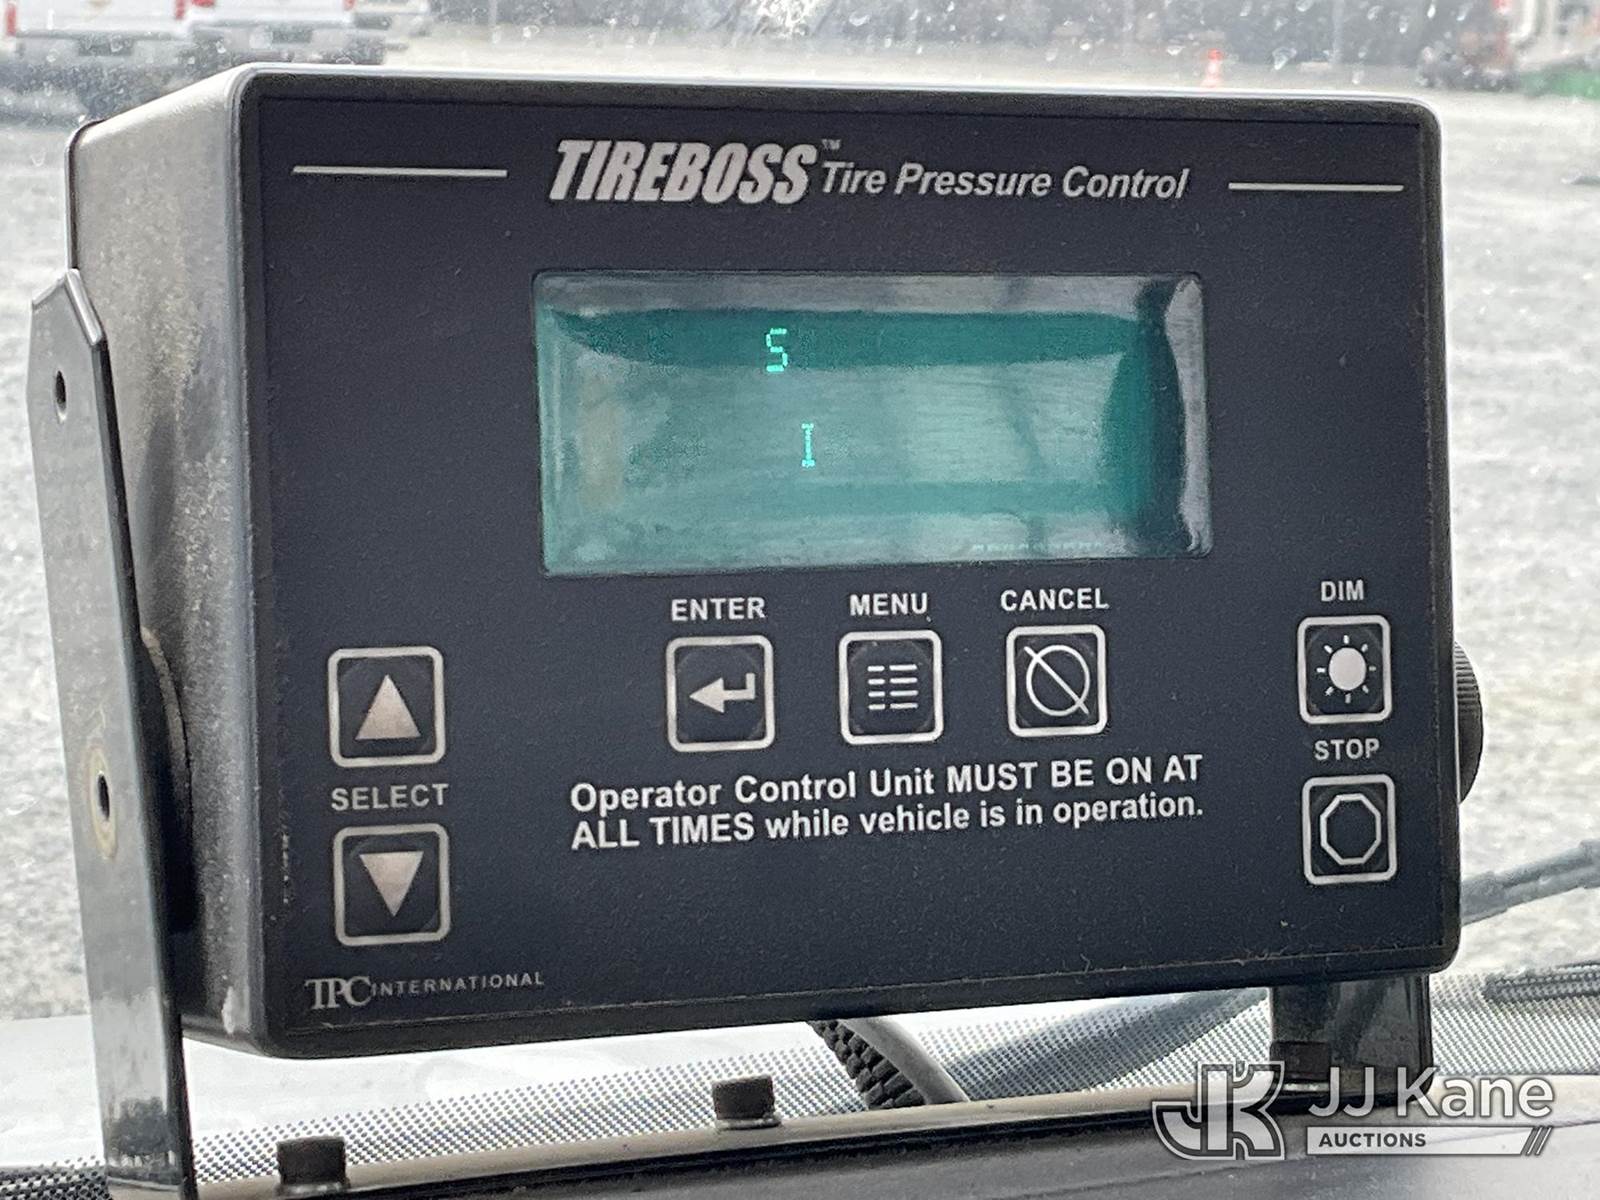 TIREBOSS™ Tire Pressure Control
S
I
ENTER
MENU
CANCEL
DIM
SELECT
STOP
Operator Control Unit MUST BE ON AT
ALL TIMES while vehicle is in operation.
TPC INTERNATIONAL
JK JJ Kane
AUCTIONS